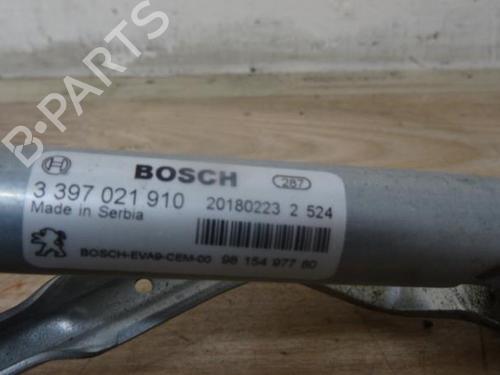 B-PARTS
BOSCH 287
3 397 021 910 20180223 2 524
Made in Serbia
BOSCH-EVA9-CEM-00 98 154 977 80